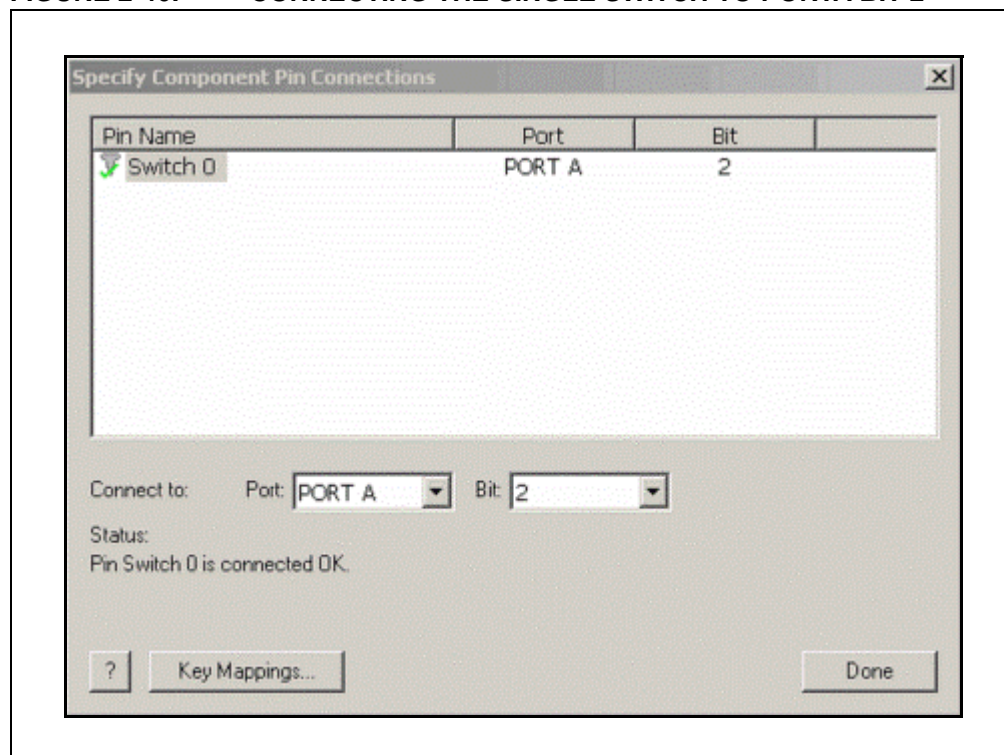 Specify Component Pin Connections
Pin Name Port Bit
Switch 0 PORT A 2
Connect to: Port: PORT A Bit: 2
Status:
Pin Switch 0 is connected OK.
? Key Mappings... Done